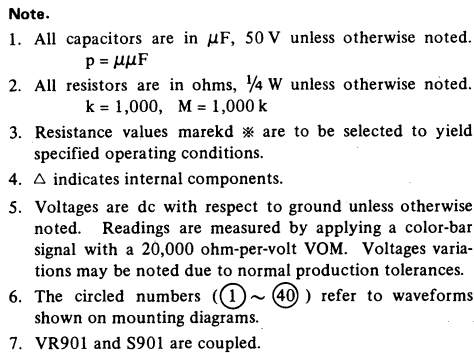 Note.
1. All capacitors are in μF, 50 V unless otherwise noted.
p = μμF
2. All resistors are in ohms, ¼ W unless otherwise noted.
k = 1,000, M = 1,000 k
3. Resistance values marekd ※ are to be selected to yield
specified operating conditions.
4. △ indicates internal components.
5. Voltages are dc with respect to ground unless otherwise
noted. Readings are measured by applying a color-bar
signal with a 20,000 ohm-per-volt VOM. Voltages varia-
tions may be noted due to normal production tolerances.
6. The circled numbers (① ~ ㊵) refer to waveforms
shown on mounting diagrams.
7. VR901 and S901 are coupled.